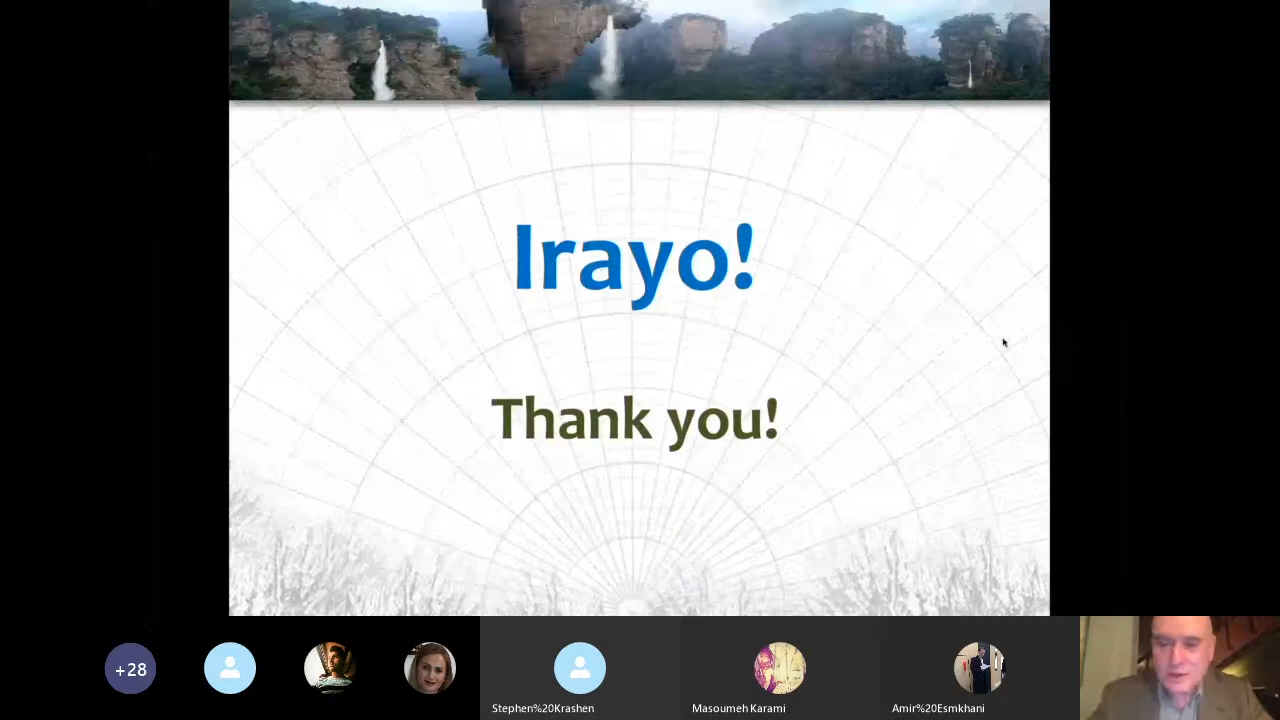 Irayo!
Thank you!
+28
Stephen%20Krashen
Masoumeh Karami
Amir%20Esmkhani